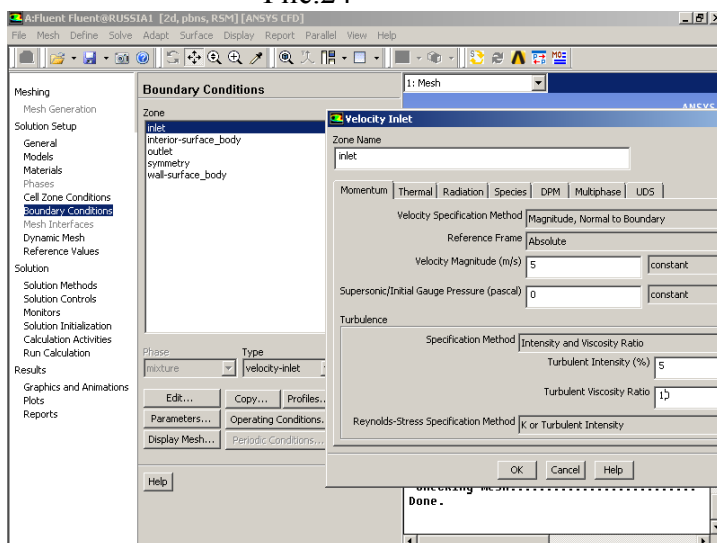 Рис.24
A:Fluent Fluent@RUSSIA1 [2d, pbns, RSM] [ANSYS CFD]
File Mesh Define Solve Adapt Surface Display Report Parallel View Help
1: Mesh
Meshing
Mesh Generation
Solution Setup
General
Models
Materials
Phases
Cell Zone Conditions
Boundary Conditions
Mesh Interfaces
Dynamic Mesh
Reference Values
Solution
Solution Methods
Solution Controls
Monitors
Solution Initialization
Calculation Activities
Run Calculation
Results
Graphics and Animations
Plots
Reports
Boundary Conditions
Zone
inlet
interior-surface_body
outlet
symmetry
wall-surface_body
Phase Type
mixture velocity-inlet
Edit... Copy... Profiles..
Parameters... Operating Conditions.
Display Mesh... Periodic Conditions...
Help
ANSYS
Velocity Inlet
Zone Name
inlet
Momentum Thermal Radiation Species DPM Multiphase UDS
Velocity Specification Method Magnitude, Normal to Boundary
Reference Frame Absolute
Velocity Magnitude (m/s) 5 constant
Supersonic/Initial Gauge Pressure (pascal) 0 constant
Turbulence
Specification Method Intensity and Viscosity Ratio
Turbulent Intensity (%) 5
Turbulent Viscosity Ratio
Reynolds-Stress Specification Method K or Turbulent Intensity
OK Cancel Help
Done.